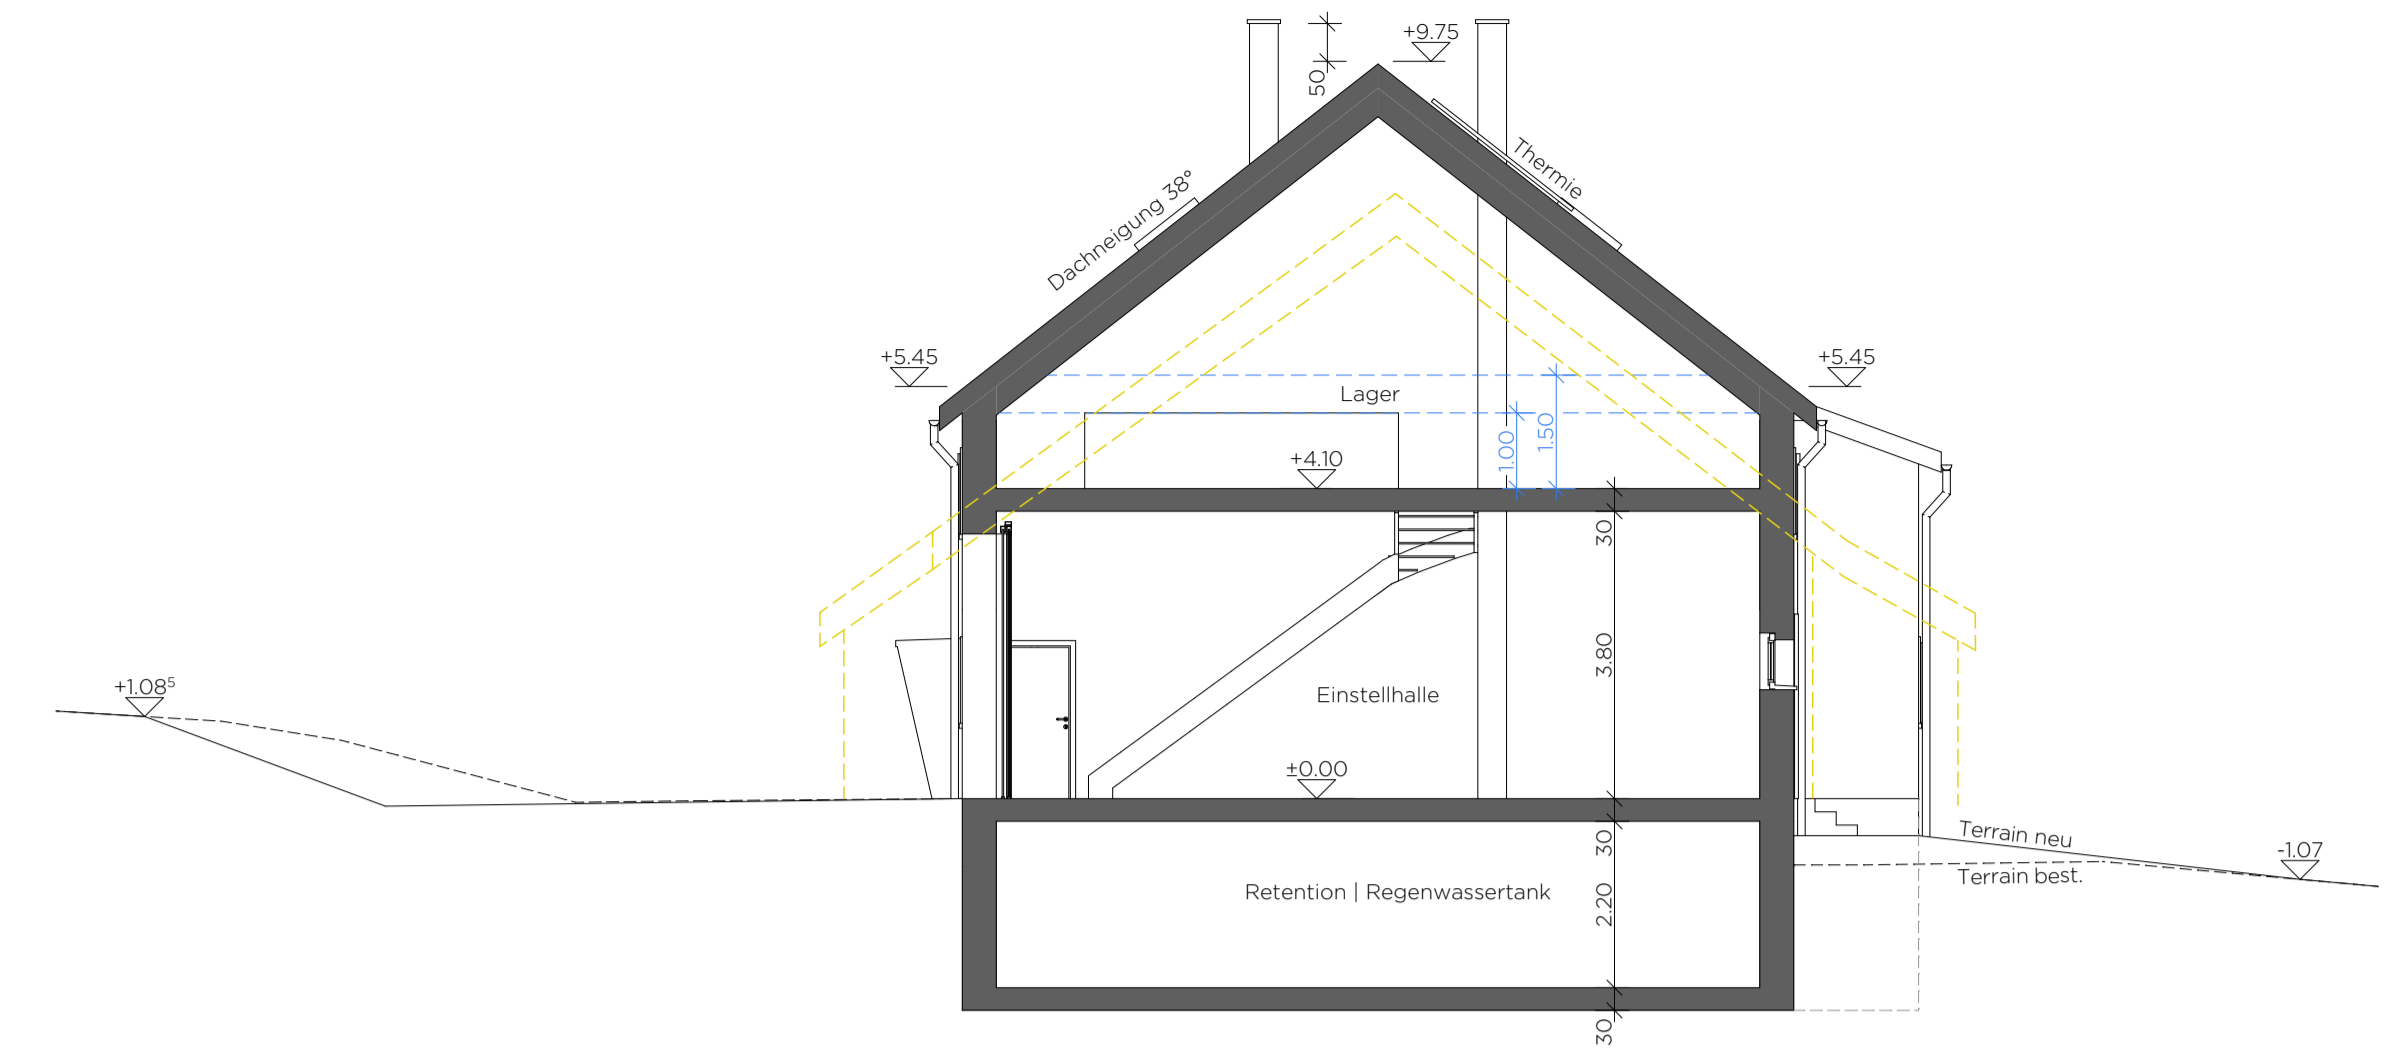 +9.75
50
Thermie
Dachneigung 38°
+5.45
+5.45
Lager
1.00
1.50
+4.10
30
3.80
Einstellhalle
+1.08⁵
±0.00
Terrain neu
30
-1.07
Terrain best.
Retention | Regenwassertank
2.20
30